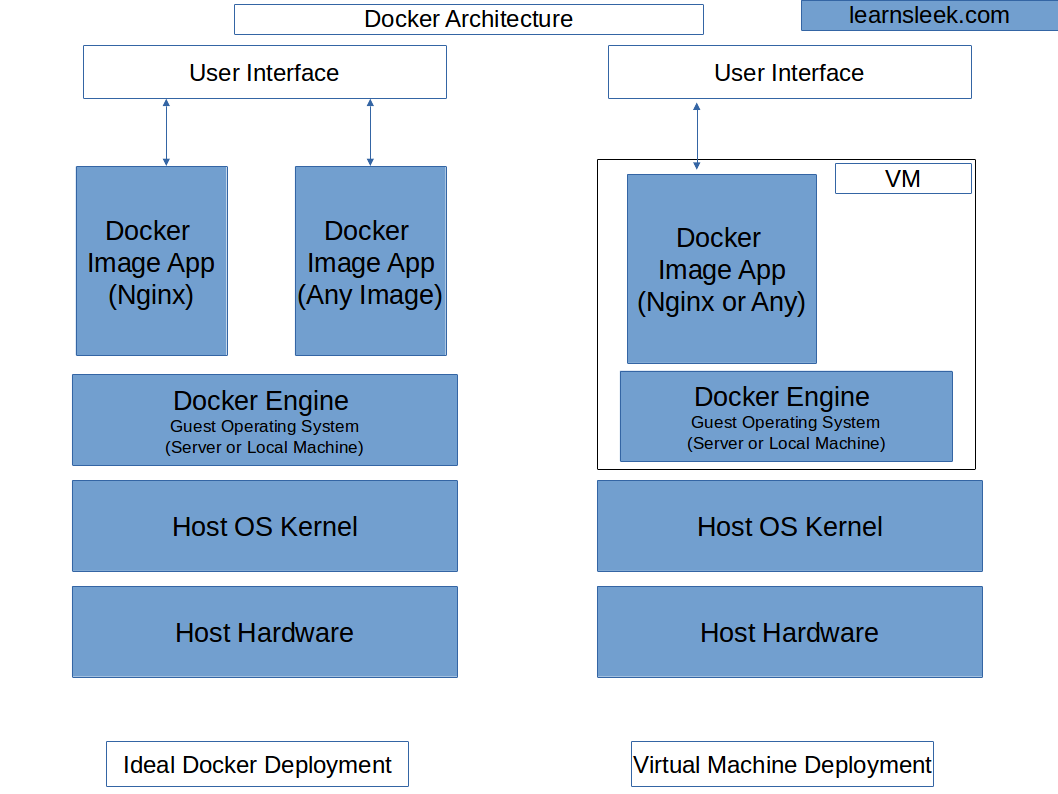 Docker Architecture
learnsleek.com
User Interface
Docker
Image App
(Nginx)
Docker
Image App
(Any Image)
Docker Engine
Guest Operating System
(Server or Local Machine)
Host OS Kernel
Host Hardware
Ideal Docker Deployment
User Interface
VM
Docker
Image App
(Nginx or Any)
Docker Engine
Guest Operating System
(Server or Local Machine)
Host OS Kernel
Host Hardware
Virtual Machine Deployment